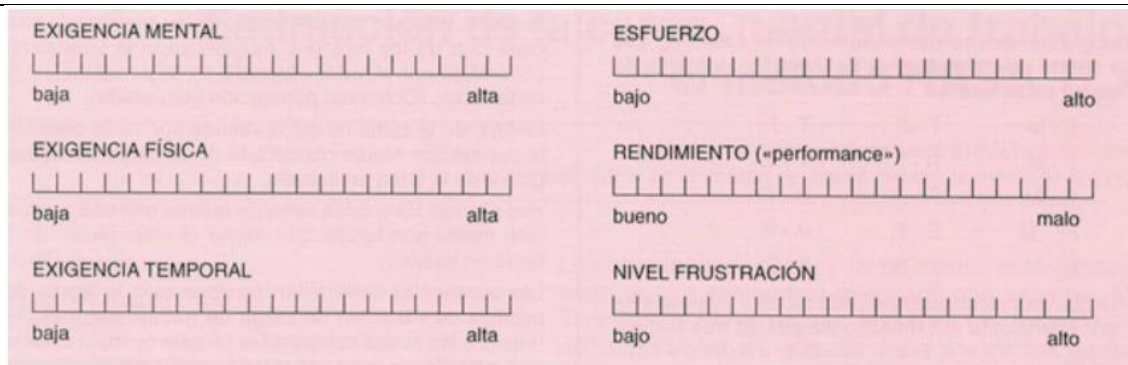 EXIGENCIA MENTAL
baja alta
EXIGENCIA FÍSICA
baja alta
EXIGENCIA TEMPORAL
baja alta
ESFUERZO
bajo alto
RENDIMIENTO («performance»)
bueno malo
NIVEL FRUSTRACIÓN
bajo alto